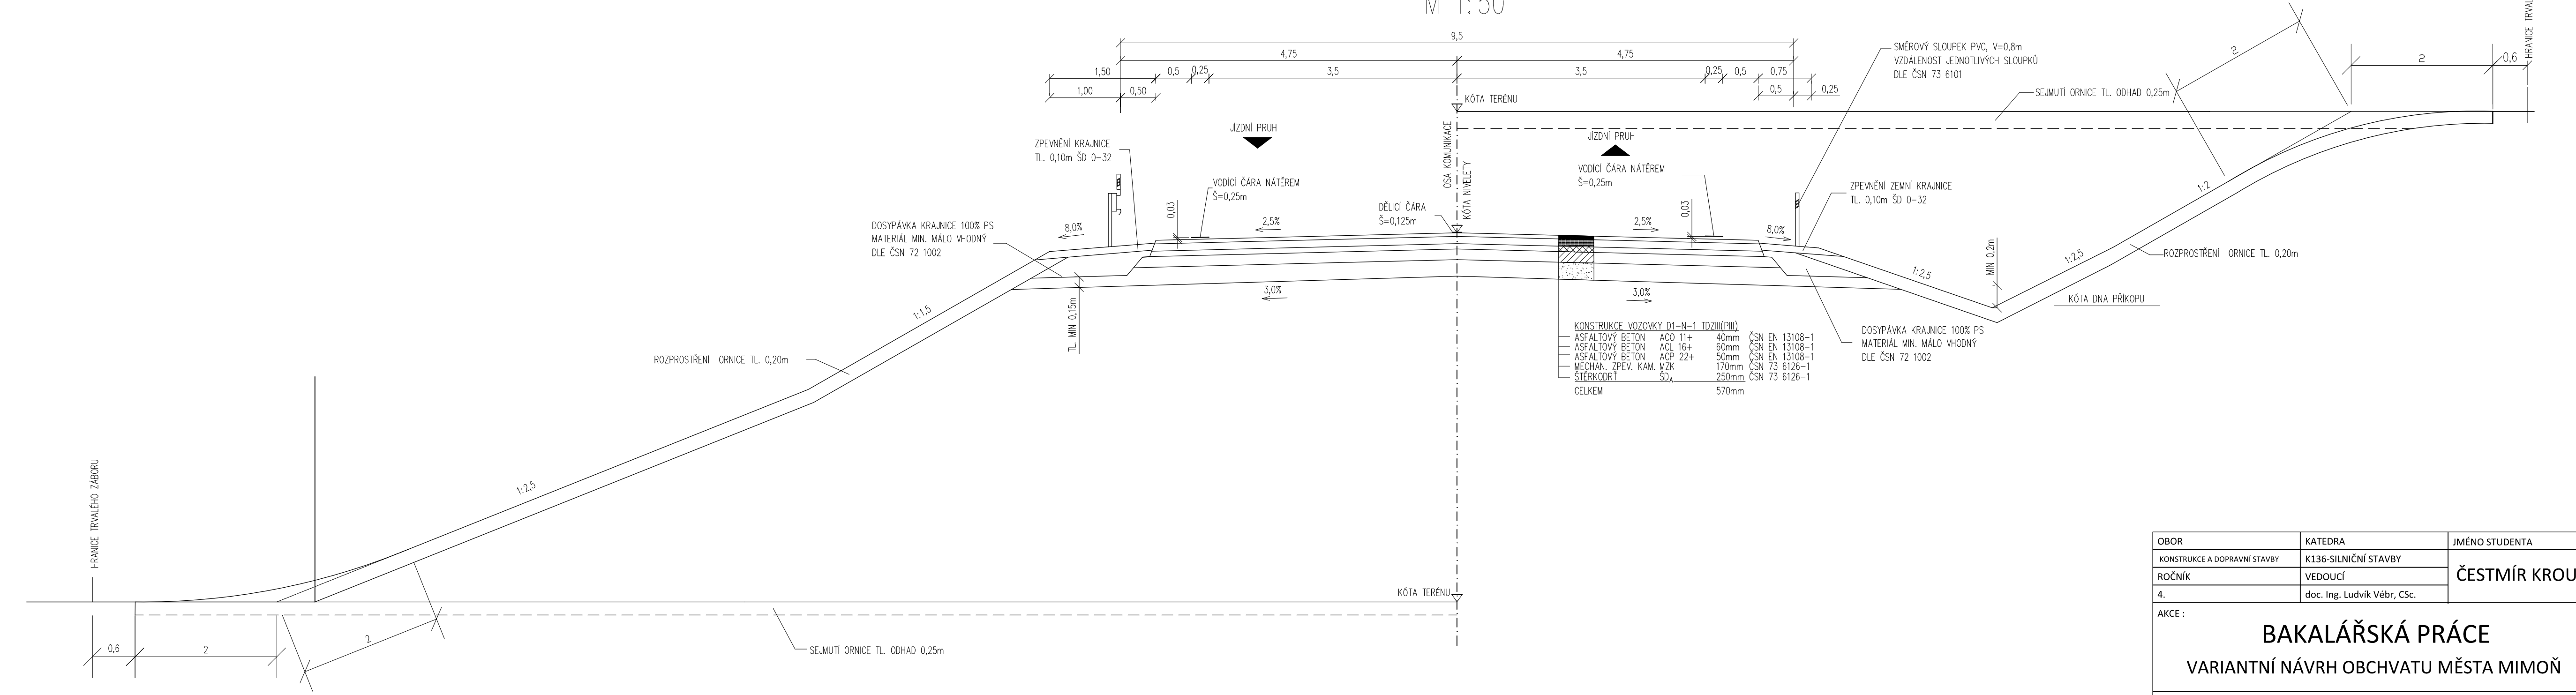 M 1:50
9,5
4,75
4,75
1,50
0,5
0,25
3,5
3,5
0,25
0,5
0,75
1,00
0,50
0,5
0,25
SMĚROVÝ SLOUPEK PVC, V=0,8m
VZDÁLENOST JEDNOTLIVÝCH SLOUPKŮ
DLE ČSN 73 6101
2
2
0,6
KÓTA TERÉNU
SEJMUTÍ ORNICE TL. ODHAD 0,25m
JÍZDNÍ PRUH
JÍZDNÍ PRUH
OSA KOMUNIKACE
KÓTA NIVELETY
ZPEVNĚNÍ KRAJNICE
TL. 0,10m ŠD 0-32
VODÍCÍ ČÁRA NÁTĚREM
Š=0,25m
VODÍCÍ ČÁRA NÁTĚREM
Š=0,25m
ZPEVNĚNÍ ZEMNÍ KRAJNICE
TL. 0,10m ŠD 0-32
1:2
DĚLICÍ ČÁRA
Š=0,125m
0,03
0,03
DOSYPÁVKA KRAJNICE 100% PS
MATERIÁL MIN. MÁLO VHODNÝ
DLE ČSN 72 1002
8,0%
2,5%
2,5%
8,0%
1:2,5
MIN 0,2m
1:2,5
ROZPROSTŘENÍ ORNICE TL. 0,20m
KÓTA DNA PŘÍKOPU
3,0%
3,0%
TL. MIN 0,15m
1:1,5
ROZPROSTŘENÍ ORNICE TL. 0,20m
KONSTRUKCE VOZOVKY D1-N-1 TDZIII(PIII)
ASFALTOVÝ BETON ACO 11+ 40mm ČSN EN 13108-1
ASFALTOVÝ BETON ACL 16+ 60mm ČSN EN 13108-1
ASFALTOVÝ BETON ACP 22+ 50mm ČSN EN 13108-1
MECHAN. ZPEV. KAM. MZK 170mm ČSN 73 6126-1
ŠTĚRKODRŤ ŠDA 250mm ČSN 73 6126-1
CELKEM 570mm
DOSYPÁVKA KRAJNICE 100% PS
MATERIÁL MIN. MÁLO VHODNÝ
DLE ČSN 72 1002
1:2,5
HRANICE TRVALÉHO ZÁBORU
KÓTA TERÉNU
0,6
2
2
SEJMUTÍ ORNICE TL. ODHAD 0,25m
HRANICE
OBOR
KATEDRA
JMÉNO STUDENTA
KONSTRUKCE A DOPRAVNÍ STAVBY
K136-SILNIČNÍ STAVBY
ROČNÍK
VEDOUCÍ
ČESTMÍR KROU
4.
doc. Ing. Ludvík Vébr, CSc.
AKCE :
BAKALÁŘSKÁ PRÁCE
VARIANTNÍ NÁVRH OBCHVATU MĚSTA MIMOŇ